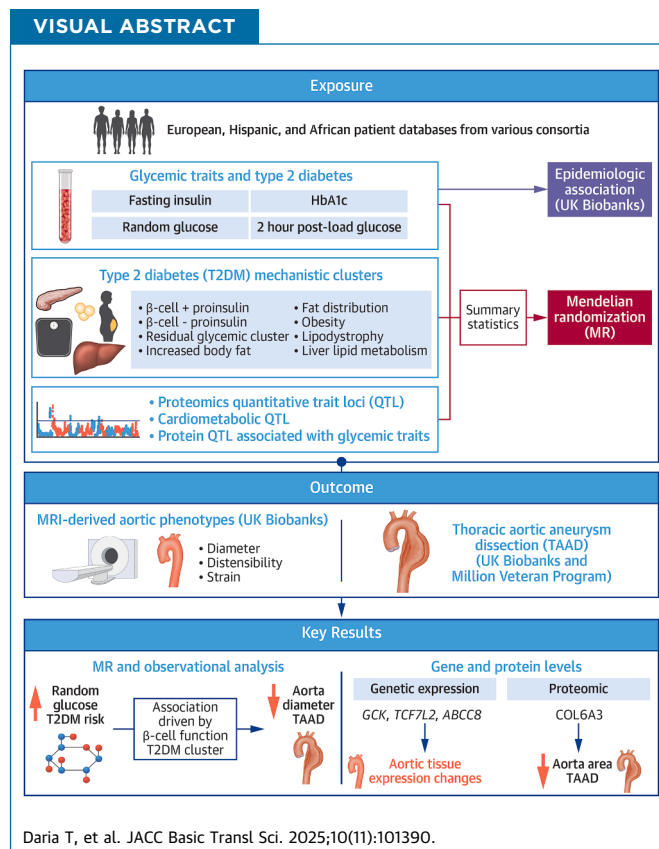 VISUAL ABSTRACT
Exposure
European, Hispanic, and African patient databases from various consortia
Glycemic traits and type 2 diabetes
Fasting insulin
HbA1c
Random glucose
2 hour post-load glucose
Epidemiologic
association
(UK Biobanks)
Type 2 diabetes (T2DM) mechanistic clusters
• β-cell + proinsulin
• β-cell - proinsulin
• Residual glycemic cluster
• Increased body fat
• Fat distribution
• Obesity
• Lipodystrophy
• Liver lipid metabolism
Summary
statistics
Mendelian
randomization
(MR)
• Proteomics quantitative trait loci (QTL)
• Cardiometabolic QTL
• Protein QTL associated with glycemic traits
Outcome
MRI-derived aortic phenotypes (UK Biobanks)
• Diameter
• Distensibility
• Strain
Thoracic aortic aneurysm
dissection (TAAD)
(UK Biobanks and
Million Veteran Program)
Key Results
MR and observational analysis
Random
glucose
T2DM risk
Association
driven by
β-cell function
T2DM cluster
Aorta
diameter
TAAD
Gene and protein levels
Genetic expression
GCK, TCF7L2, ABCC8
Aortic tissue
expression changes
Proteomic
COL6A3
Aorta area
TAAD
Daria T, et al. JACC Basic Transl Sci. 2025;10(11):101390.